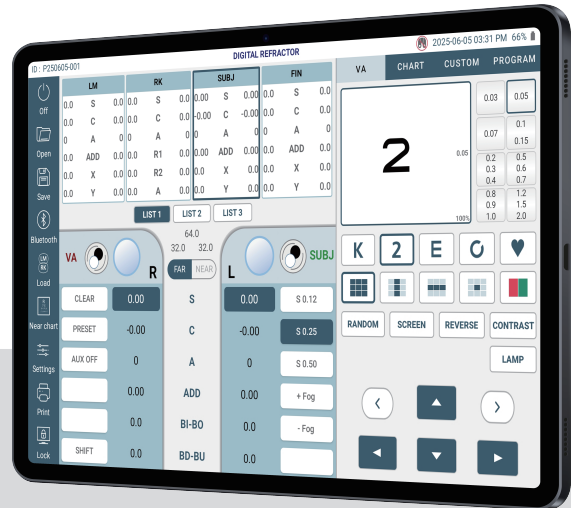 DIGITAL REFRACTOR
2025-06-05 03:31 PM 66%
ID : P250605-001
Off
Open
Save
Bluetooth
LM
RK
Load
Near chart
Settings
Print
Lock
LM RK SUBJ FIN
0.0 S 0.0 0.0 S 0.0 0.00 S 0.00 0.0 S 0.0
0.0 C 0.0 0.0 C 0.0 -0.00 C -0.00 0.0 C 0.0
0 A 0 0 A 0 0 A 0 0 A 0
0.0 ADD 0.0 0.0 R1 0.0 0.00 ADD 0.00 0.0 ADD 0.0
0.0 X 0.0 0.0 R2 0.0 0.0 X 0.0 0.0 X 0.0
0.0 Y 0.0 0.0 A 0.0 0.0 Y 0.0 0.0 Y 0.0
LIST 1 LIST 2 LIST 3
64.0
32.0 32.0
VA R FAR NEAR L SUBJ
CLEAR 0.00 S 0.00 S 0.12
PRESET -0.00 C -0.00 S 0.25
AUX OFF 0 A 0 S 0.50
0.00 ADD 0.00 + Fog
0.0 BI-BO 0.0 - Fog
SHIFT 0.0 BD-BU 0.0
VA CHART CUSTOM PROGRAM
2
0.05
100%
0.03 0.05
0.07 0.1
0.15
0.2 0.5
0.3 0.6
0.4 0.7
0.8 1.2
0.9 1.5
1.0 2.0
K 2 E C
RANDOM SCREEN REVERSE CONTRAST
LAMP